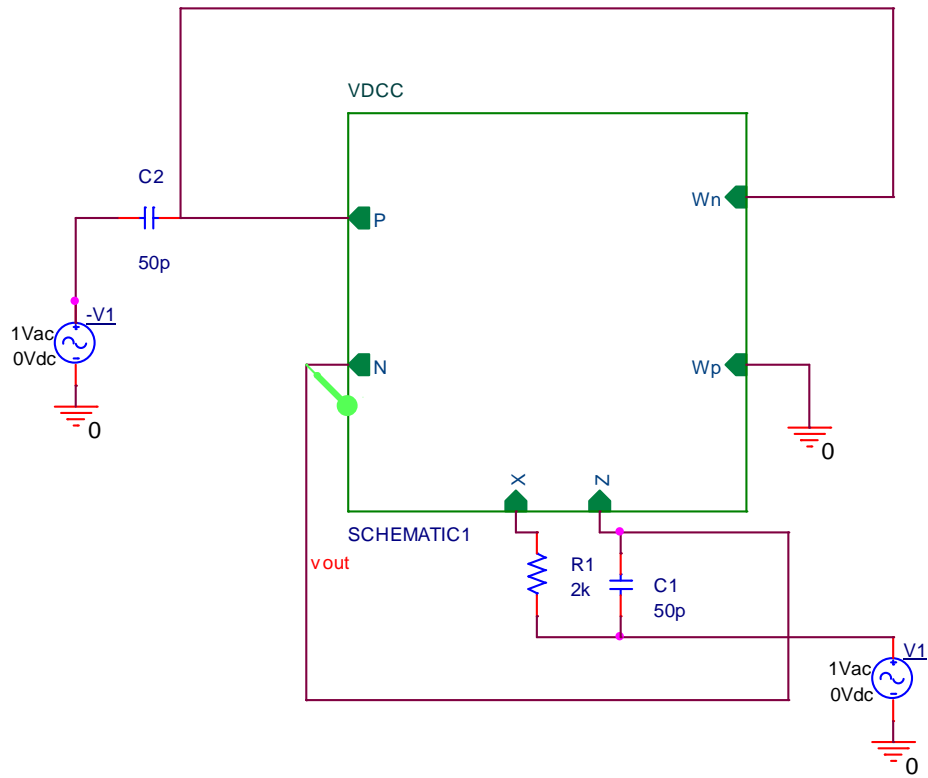 VDCC
C2
Wn
P
50p
-V1
1Vac
0Vdc
N
Wp
0
0
X
Z
SCHEMATIC1
vout
R1
2k
C1
50p
V1
1Vac
0Vdc
0